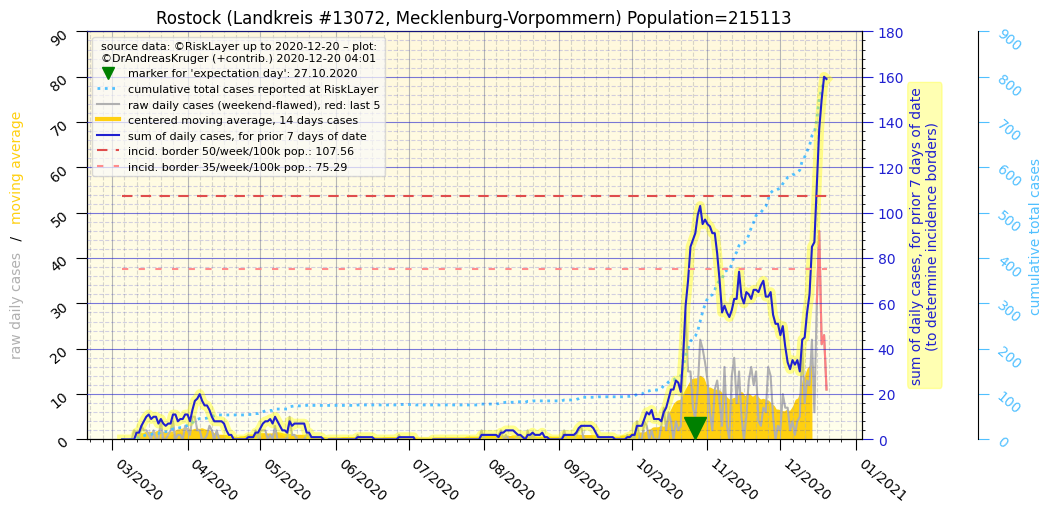 Rostock (Landkreis #13072, Mecklenburg-Vorpommern) Population=215113
source data: ©RiskLayer up to 2020-12-20 – plot:
©DrAndreasKruger (+contrib.) 2020-12-20 04:01
marker for 'expectation day': 27.10.2020
cumulative total cases reported at RiskLayer
raw daily cases (weekend-flawed), red: last 5
centered moving average, 14 days cases
sum of daily cases, for prior 7 days of date
incid. border 50/week/100k pop.: 107.56
incid. border 35/week/100k pop.: 75.29
raw daily cases / moving average
90
80
70
60
50
40
30
20
10
0
180
160
140
120
100
80
60
40
20
0
sum of daily cases, for prior 7 days of date
(to determine incidence borders)
900
800
700
600
500
400
300
200
100
0
cumulative total cases
03/2020
04/2020
05/2020
06/2020
07/2020
08/2020
09/2020
10/2020
11/2020
12/2020
01/2021